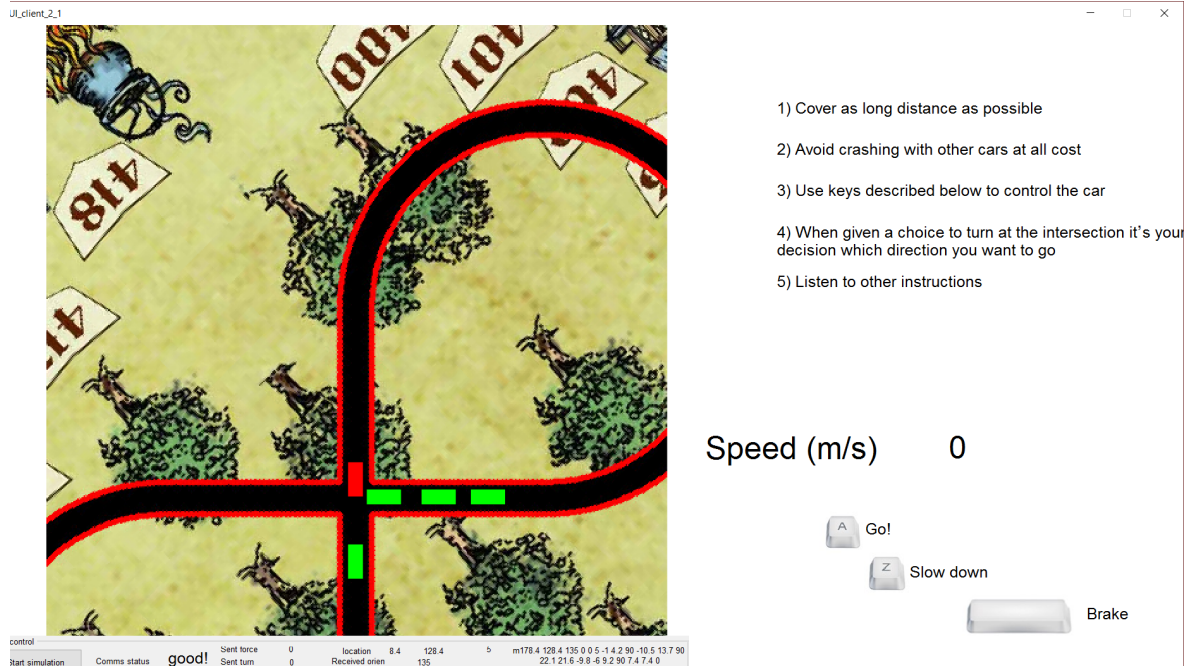 UI_client_2_1
100
101
418
1) Cover as long distance as possible
2) Avoid crashing with other cars at all cost
3) Use keys described below to control the car
4) When given a choice to turn at the intersection it's your
decision which direction you want to go
5) Listen to other instructions
Speed (m/s) 0
A Go!
Z Slow down
Brake
control
Start simulation
Comms status good!
Sent force 0
Sent turn 0
location 8.4 128.4 5
Received orien 135
m178.4 128.4 135 0 0 5 -1 4.2 90 -10.5 13.7 90
22.1 21.6 -9.8 -6 9.2 90 7.4 7.4 0